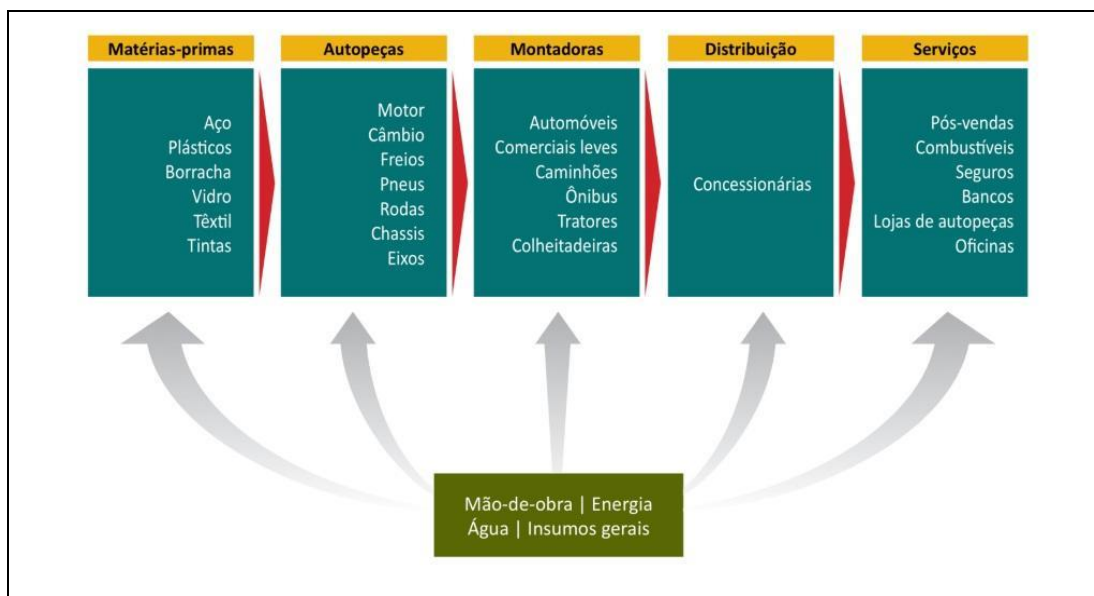 Matérias-primas
Aço
Plásticos
Borracha
Vidro
Têxtil
Tintas
Autopeças
Motor
Câmbio
Freios
Pneus
Rodas
Chassis
Eixos
Montadoras
Automóveis
Comerciais leves
Caminhões
Ônibus
Tratores
Colheitadeiras
Distribuição
Concessionárias
Serviços
Pós-vendas
Combustíveis
Seguros
Bancos
Lojas de autopeças
Oficinas
Mão-de-obra | Energia
Água | Insumos gerais